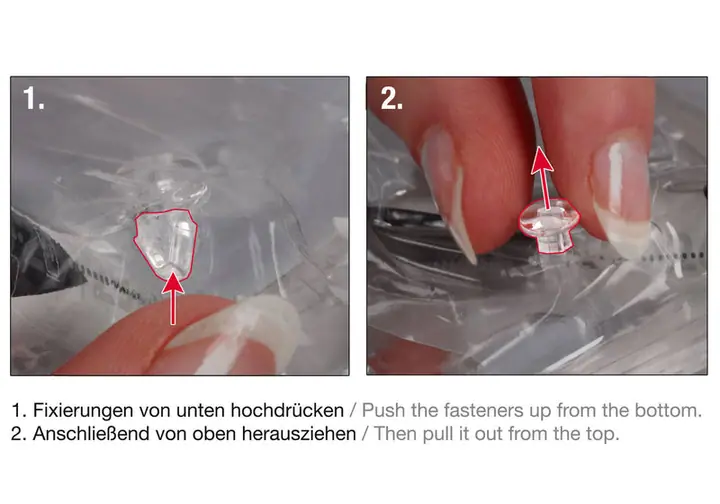 1.
2.
1. Fixierungen von unten hochdrücken / Push the fasteners up from the bottom.
2. Anschließend von oben herausziehen / Then pull it out from the top.